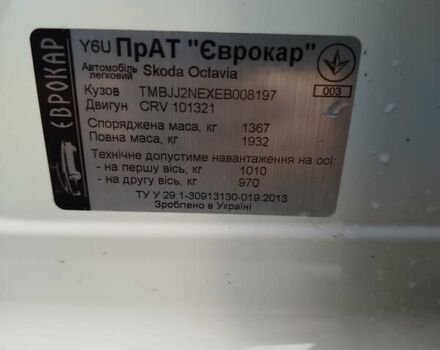 ЄВРОКАР
Y6U ПрАТ "Єврокар"
Автомобіль легковий Skoda Octavia
Кузов TMBJJ2NEXEB008197
Двигун CRV 101321
003
Споряджена маса, кг 1367
Повна маса, кг 1932
Технічне допустиме навантаження на осі:
- на першу вісь, кг 1010
- на другу вісь, кг 970
ТУ У 29.1-30913130-019:2013
Зроблено в Україні